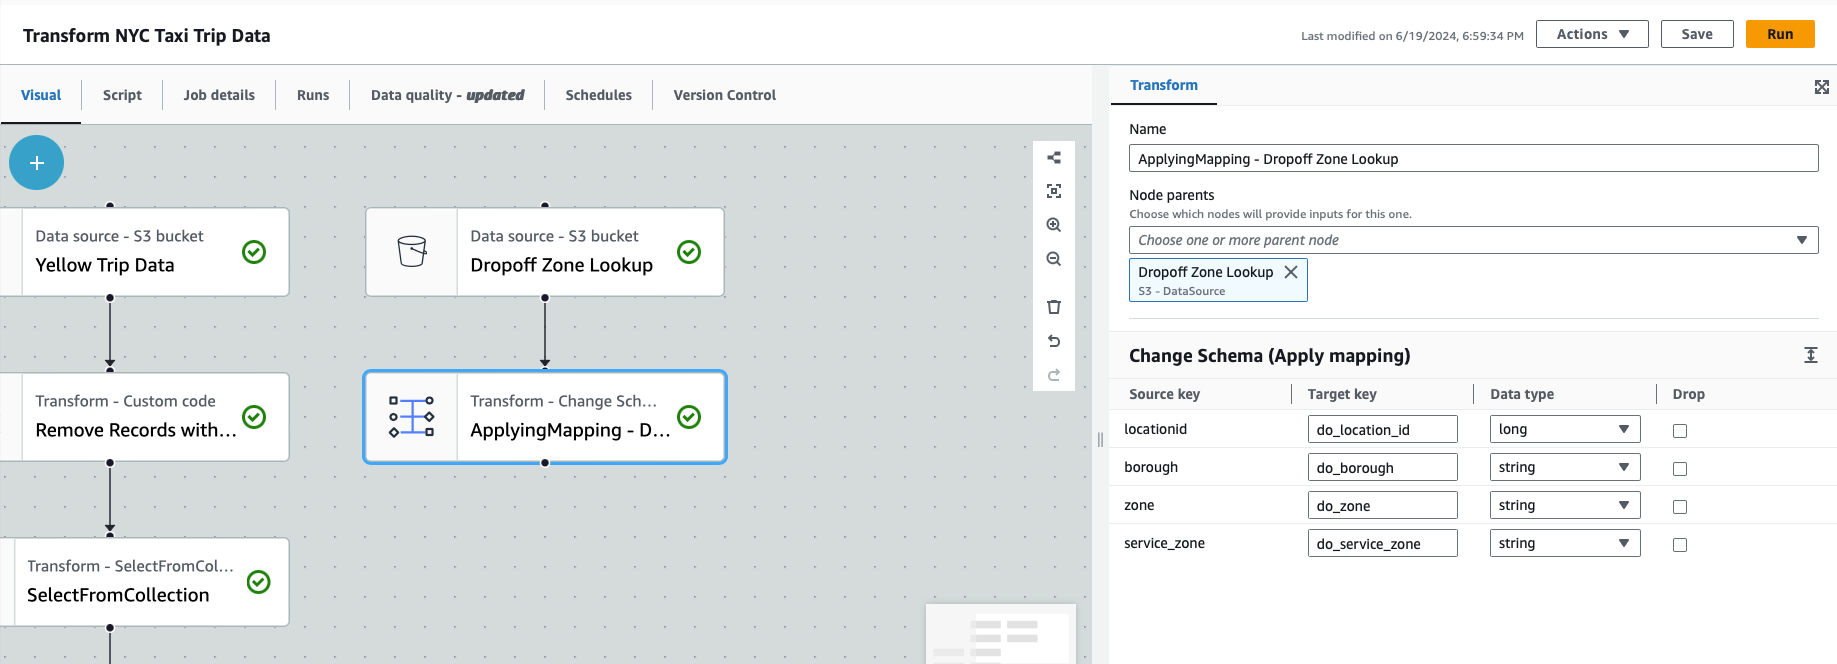 Transform NYC Taxi Trip Data
Last modified on 6/19/2024, 6:59:34 PM
Actions
Save
Run
Visual
Script
Job details
Runs
Data quality - updated
Schedules
Version Control
Data source - S3 bucket
Yellow Trip Data
Data source - S3 bucket
Dropoff Zone Lookup
Transform - Custom code
Remove Records with...
Transform - Change Sch...
ApplyingMapping - D...
Transform - SelectFromCol...
SelectFromCollection
Transform
Name
ApplyingMapping - Dropoff Zone Lookup
Node parents
Choose which nodes will provide inputs for this one.
Choose one or more parent node
Dropoff Zone Lookup
S3 - DataSource
Change Schema (Apply mapping)
Source key Target key Data type Drop
locationid do_location_id long
borough do_borough string
zone do_zone string
service_zone do_service_zone string